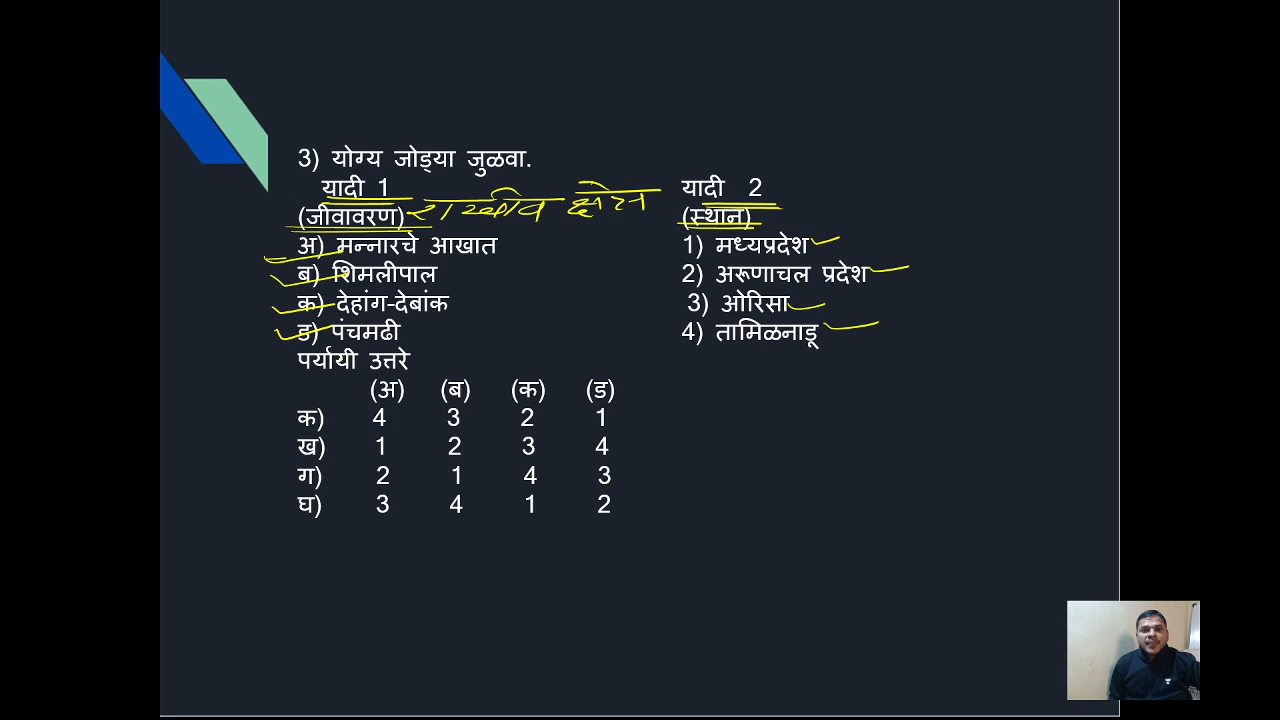 3) योग्य जोड्या जुळवा.
यादी 1 यादी 2
(जीवावरण) राखीव क्षेत्र (स्थान)
अ) मन्नारचे आखात 1) मध्यप्रदेश
ब) शिमलीपाल 2) अरूणाचल प्रदेश
क) देहांग-देबांक 3) ओरिसा
ड) पंचमढी 4) तामिळनाडू
पर्यायी उत्तरे
(अ) (ब) (क) (ड)
क) 4 3 2 1
ख) 1 2 3 4
ग) 2 1 4 3
घ) 3 4 1 2